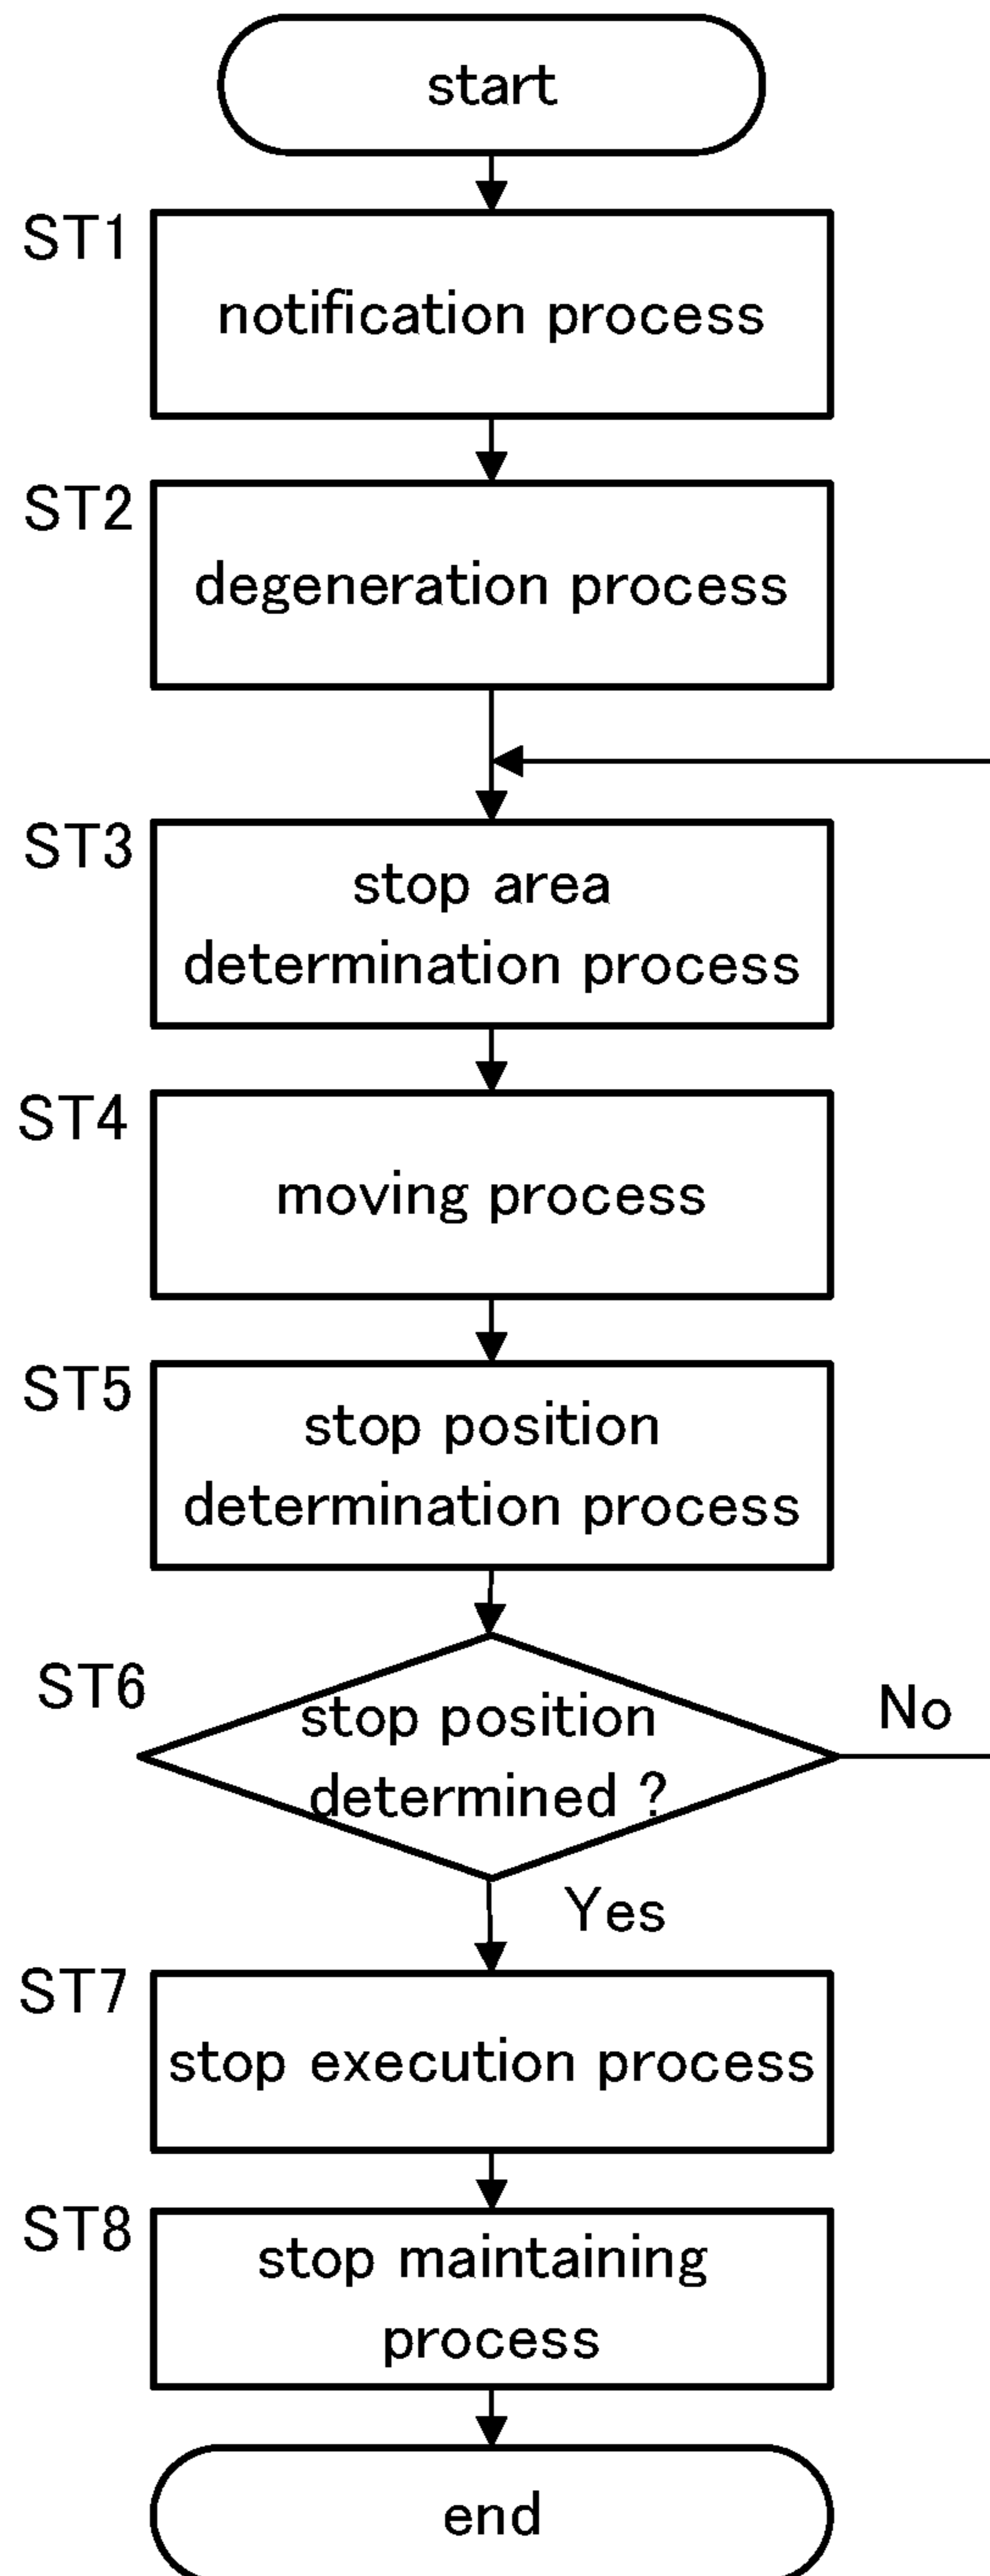 start
ST1
notification process
ST2
degeneration process
ST3
stop area
determination process
ST4
moving process
ST5
stop position
determination process
ST6
stop position
determined ?
No
Yes
ST7
stop execution process
ST8
stop maintaining
process
end